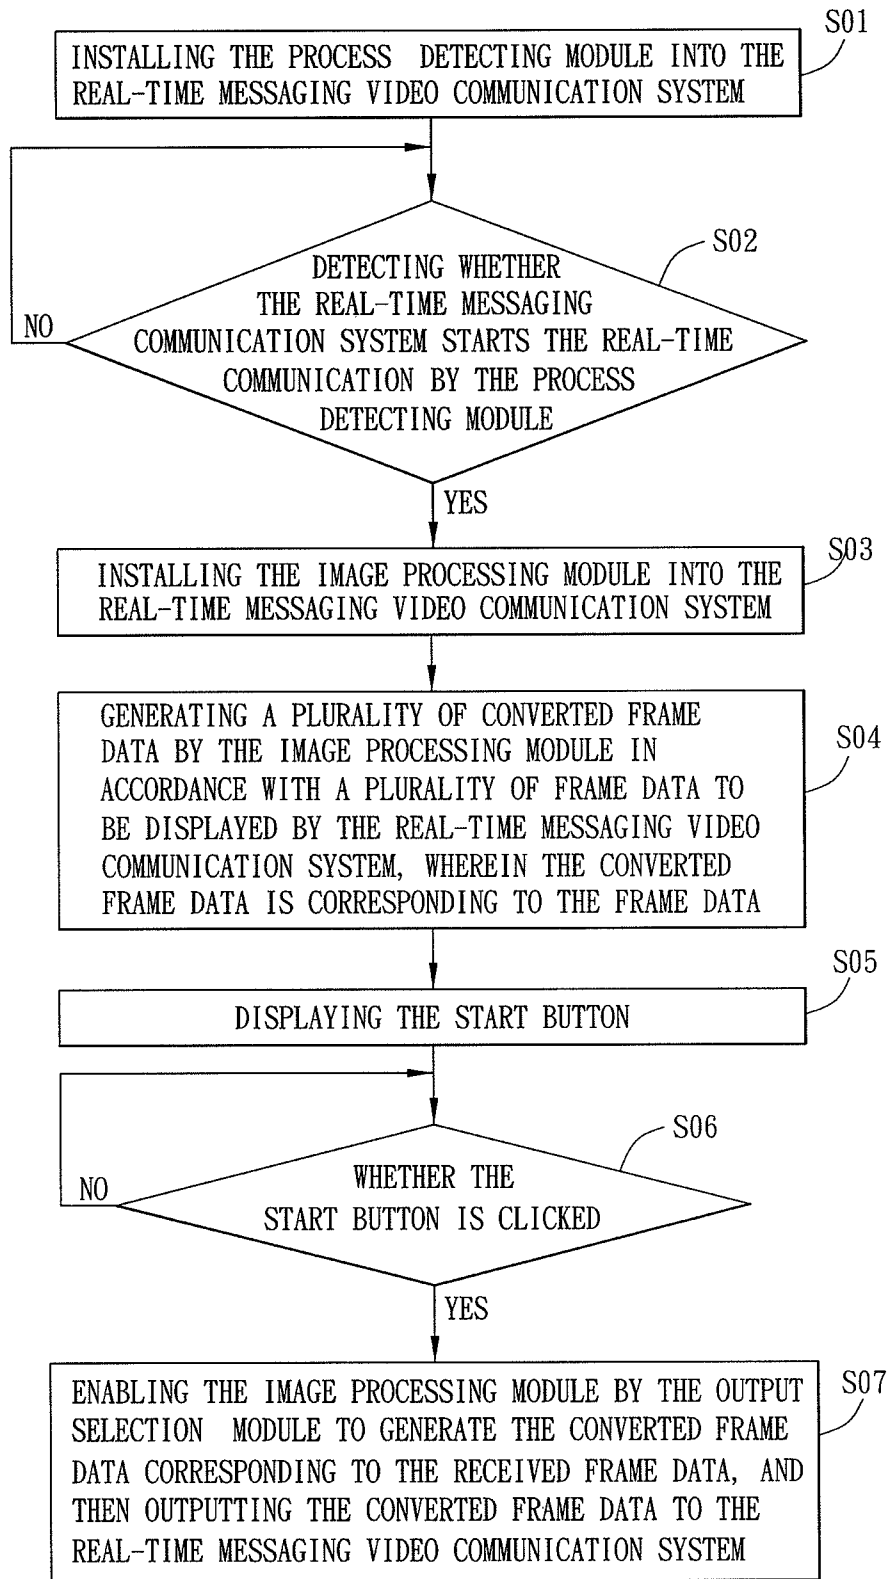 S01
INSTALLING THE PROCESS DETECTING MODULE INTO THE
REAL-TIME MESSAGING VIDEO COMMUNICATION SYSTEM
S02
DETECTING WHETHER
THE REAL-TIME MESSAGING
COMMUNICATION SYSTEM STARTS THE REAL-TIME
COMMUNICATION BY THE PROCESS
DETECTING MODULE
NO
YES
S03
INSTALLING THE IMAGE PROCESSING MODULE INTO THE
REAL-TIME MESSAGING VIDEO COMMUNICATION SYSTEM
S04
GENERATING A PLURALITY OF CONVERTED FRAME
DATA BY THE IMAGE PROCESSING MODULE IN
ACCORDANCE WITH A PLURALITY OF FRAME DATA TO
BE DISPLAYED BY THE REAL-TIME MESSAGING VIDEO
COMMUNICATION SYSTEM, WHEREIN THE CONVERTED
FRAME DATA IS CORRESPONDING TO THE FRAME DATA
S05
DISPLAYING THE START BUTTON
S06
WHETHER THE
START BUTTON IS CLICKED
NO
YES
S07
ENABLING THE IMAGE PROCESSING MODULE BY THE OUTPUT
SELECTION MODULE TO GENERATE THE CONVERTED FRAME
DATA CORRESPONDING TO THE RECEIVED FRAME DATA, AND
THEN OUTPUTTING THE CONVERTED FRAME DATA TO THE
REAL-TIME MESSAGING VIDEO COMMUNICATION SYSTEM